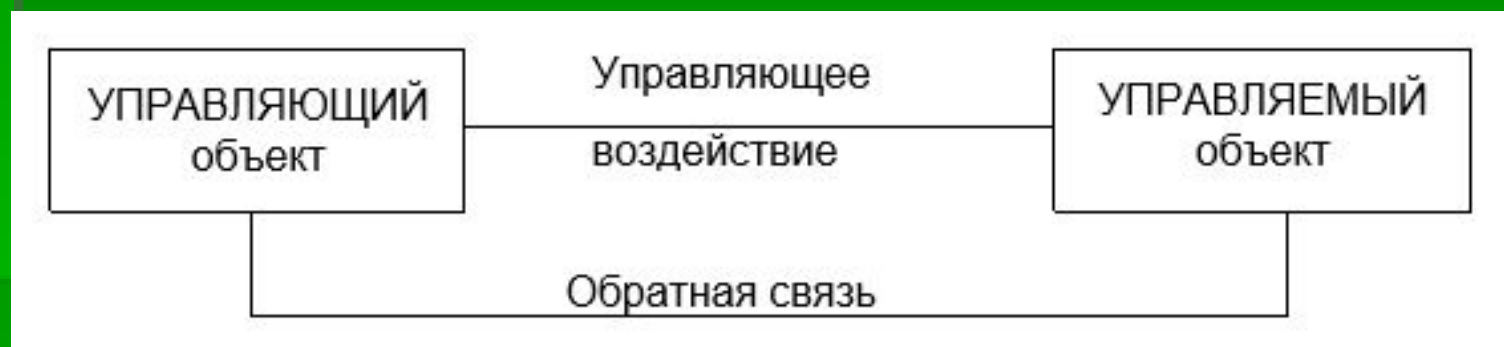 УПРАВЛЯЮЩИЙ
объект
Управляющее
воздействие
УПРАВЛЯЕМЫЙ
объект
Обратная связь